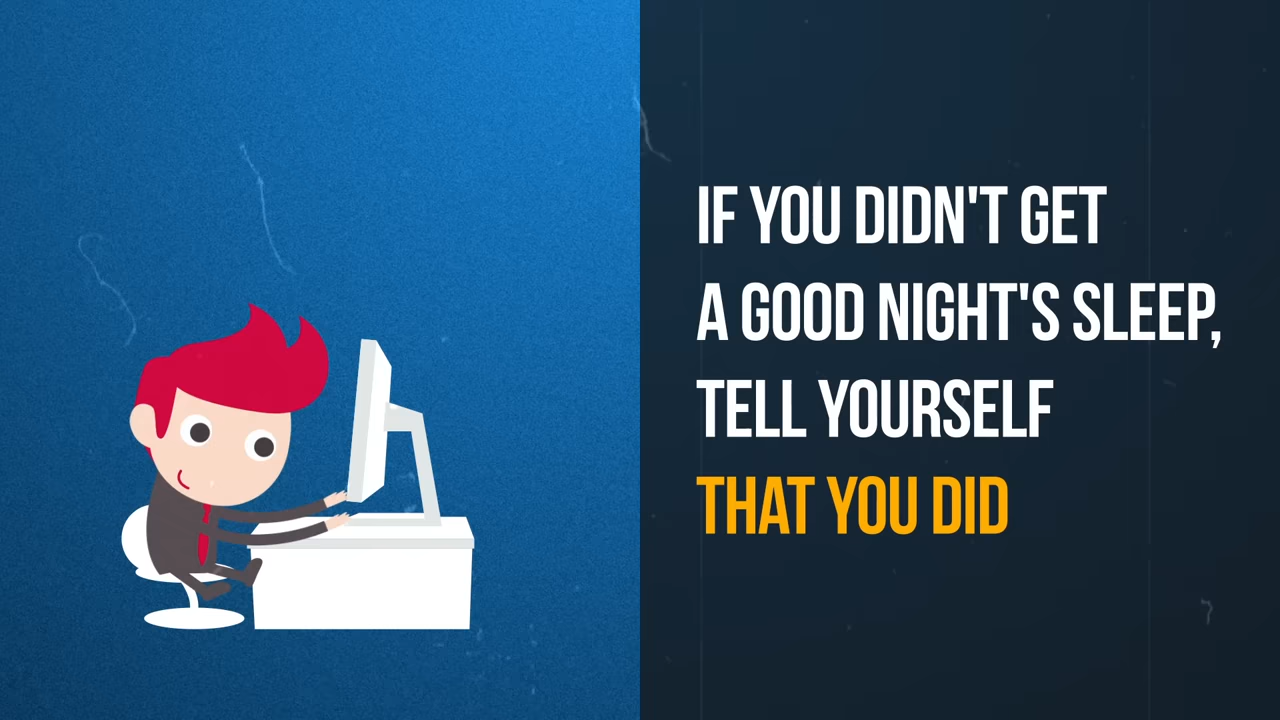 IF YOU DIDN'T GET
A GOOD NIGHT'S SLEEP,
TELL YOURSELF
THAT YOU DID